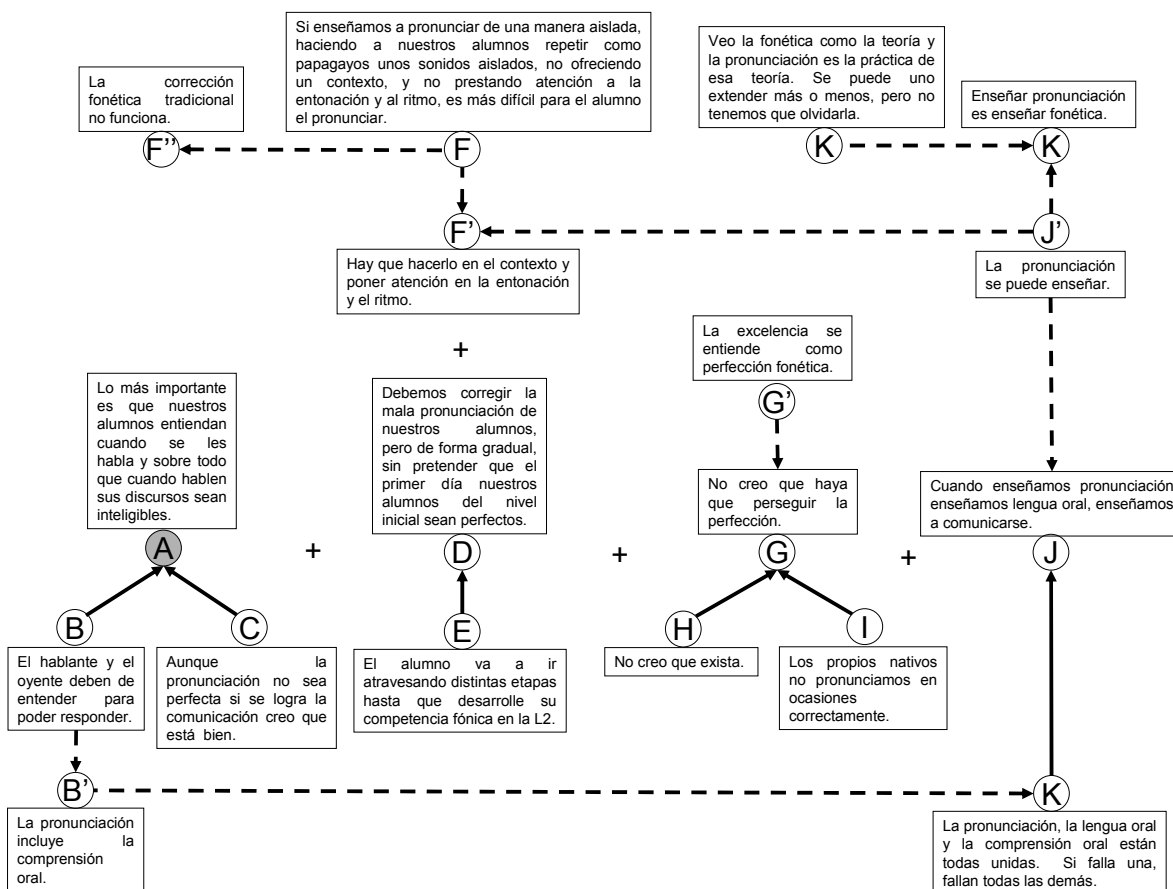 Si enseñamos a pronunciar de una manera aislada,
haciendo a nuestros alumnos repetir como
papagayos unos sonidos aislados, no ofreciendo
un contexto, y no prestando atención a la
entonación y al ritmo, es más difícil para el alumno
el pronunciar.
Veo la fonética como la teoría y
la pronunciación es la práctica de
esa teoría. Se puede uno
extender más o menos, pero no
tenemos que olvidarla.
La corrección
fonética tradicional
no funciona.
Enseñar pronunciación
es enseñar fonética.
F''
F
K
K
F'
J'
Hay que hacerlo en el contexto y
poner atención en la entonación
y el ritmo.
La pronunciación
se puede enseñar.
+
La excelencia se
entiende como
perfección fonética.
G'
Lo más importante
es que nuestros
alumnos entiendan
cuando se les
habla y sobre todo
que cuando hablen
sus discursos sean
inteligibles.
Debemos corregir la
mala pronunciación de
nuestros alumnos,
pero de forma gradual,
sin pretender que el
primer día nuestros
alumnos del nivel
inicial sean perfectos.
No creo que haya
que perseguir la
perfección.
Cuando enseñamos pronunciación
enseñamos lengua oral, enseñamos
a comunicarse.
A
+
D
+
G
+
J
B
C
E
H
I
El hablante y el
oyente deben de
entender para
poder responder.
Aunque la
pronunciación no sea
perfecta si se logra la
comunicación creo que
está bien.
El alumno va a ir
atravesando distintas etapas
hasta que desarrolle su
competencia fónica en la L2.
No creo que exista.
Los propios nativos
no pronunciamos en
ocasiones
correctamente.
B'
K
La pronunciación
incluye la
comprensión
oral.
La pronunciación, la lengua oral
y la comprensión oral están
todas unidas. Si falla una,
fallan todas las demás.